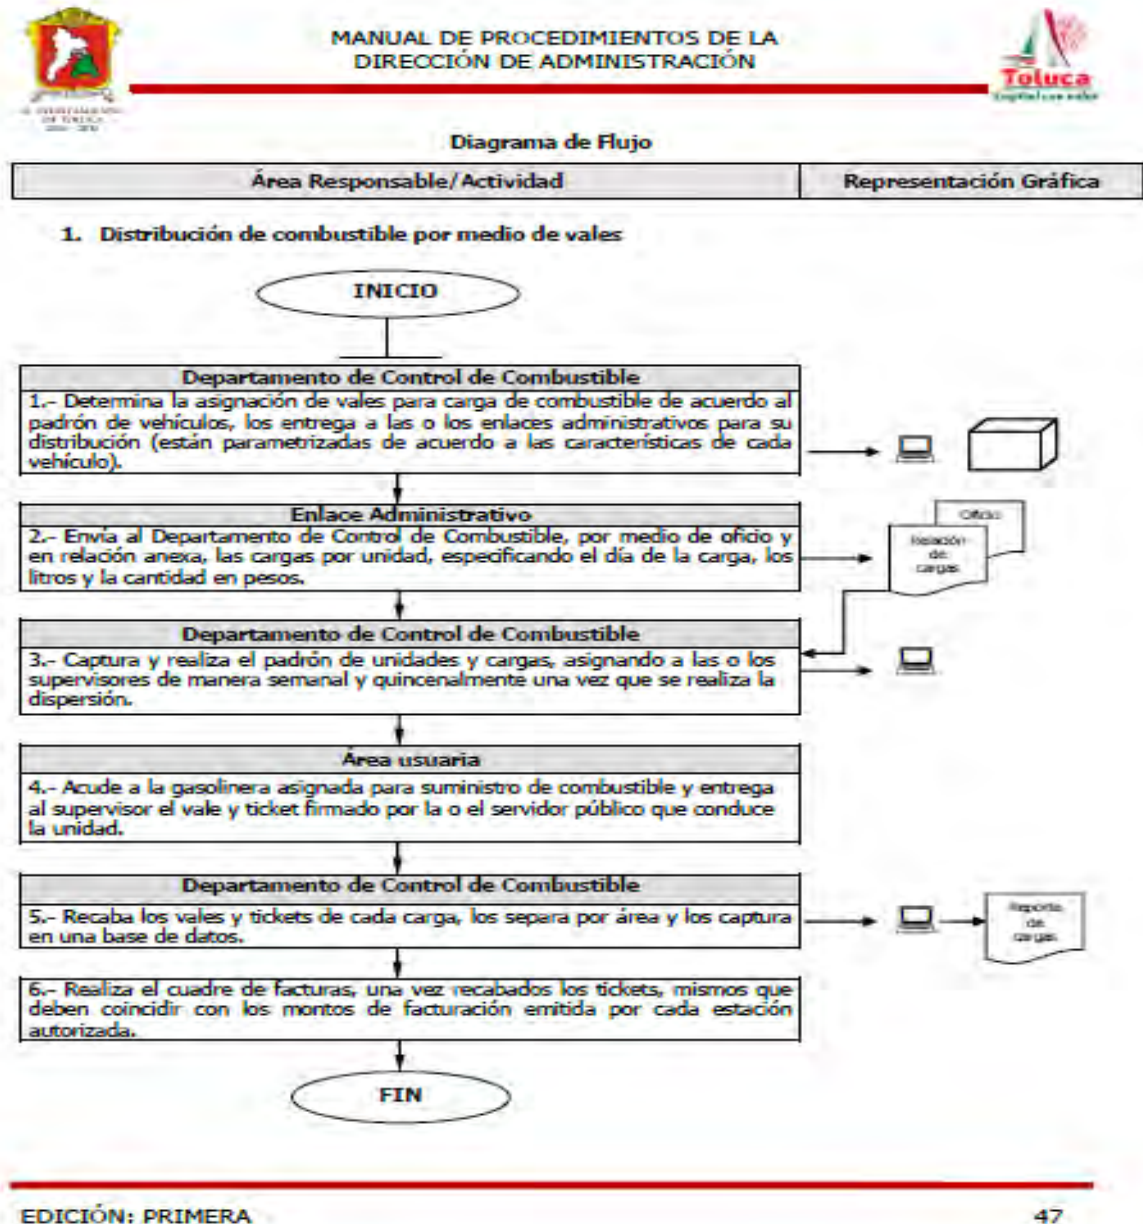 MANUAL DE PROCEDIMIENTOS DE LA
DIRECCIÓN DE ADMINISTRACIÓN
Toluca
Capital con valor
Diagrama de Flujo
Área Responsable/Actividad
Representación Gráfica
1. Distribución de combustible por medio de vales
INICIO
Departamento de Control de Combustible
1.- Determina la asignación de vales para carga de combustible de acuerdo al
padrón de vehículos, los entrega a las o los enlaces administrativos para su
distribución (están parametrizadas de acuerdo a las características de cada
vehículo).
Enlace Administrativo
2.- Envía al Departamento de Control de Combustible, por medio de oficio y
en relación anexa, las cargas por unidad, especificando el día de la carga, los
litros y la cantidad en pesos.
Oficio
Relación
de
cargas
Departamento de Control de Combustible
3.- Captura y realiza el padrón de unidades y cargas, asignando a las o los
supervisores de manera semanal y quincenalmente una vez que se realiza la
dispersión.
Área usuaria
4.- Acude a la gasolinera asignada para suministro de combustible y entrega
al supervisor el vale y ticket firmado por la o el servidor público que conduce
la unidad.
Departamento de Control de Combustible
5.- Recaba los vales y tickets de cada carga, los separa por área y los captura
en una base de datos.
Reporte
de
cargas
6.- Realiza el cuadre de facturas, una vez recabados los tickets, mismos que
deben coincidir con los montos de facturación emitida por cada estación
autorizada.
FIN
EDICIÓN: PRIMERA
47